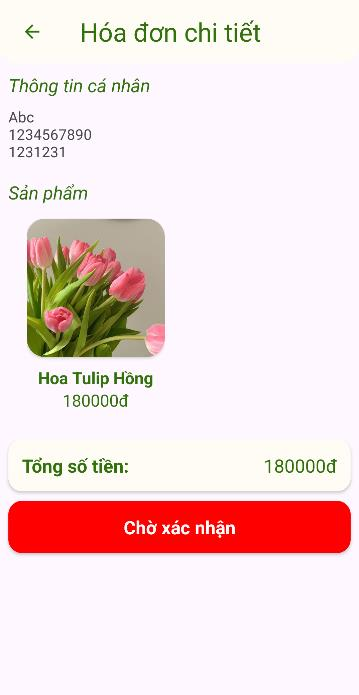 Hóa đơn chi tiết
Thông tin cá nhân
Abc
1234567890
1231231
Sản phẩm
Hoa Tulip Hồng
180000đ
Tổng số tiền: 180000đ
Chờ xác nhận